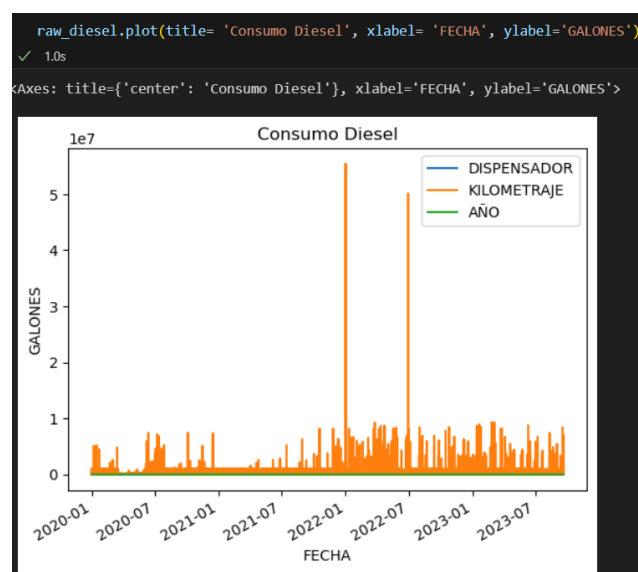 raw_diesel.plot(title= 'Consumo Diesel', xlabel= 'FECHA', ylabel='GALONES')
✓ 1.0s
<Axes: title={'center': 'Consumo Diesel'}, xlabel='FECHA', ylabel='GALONES'>
1e7
Consumo Diesel
DISPENSADOR
KILOMETRAJE
AÑO
5
4
3
2
1
0
GALONES
2020-01
2020-07
2021-01
2021-07
2022-01
2022-07
2023-01
2023-07
FECHA